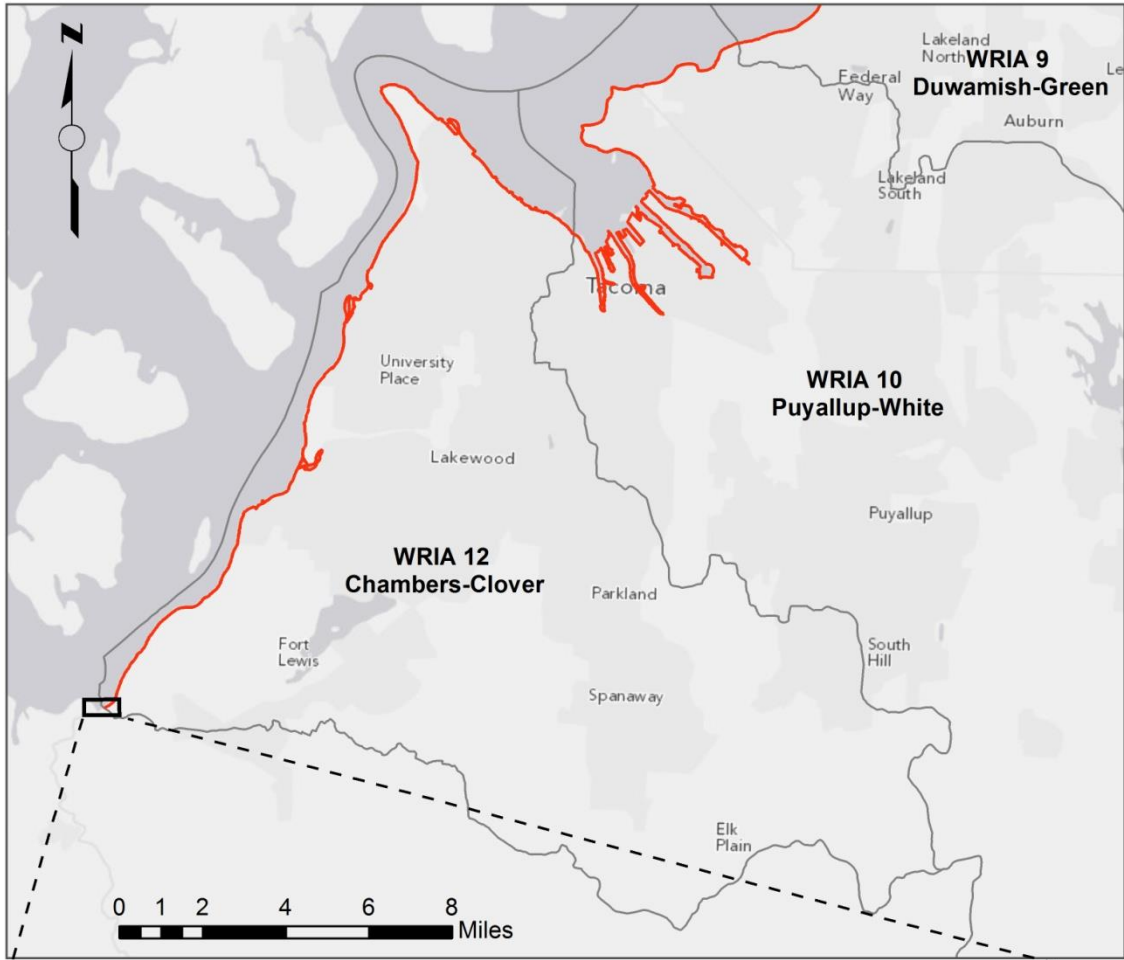 N
Lakeland
North
WRIA 9
Duwamish-Green
Le
Federal
Way
Auburn
Lakeland
South
Tacoma
University
Place
WRIA 10
Puyallup-White
Lakewood
Puyallup
WRIA 12
Chambers-Clover
Parkland
Fort
Lewis
South
Hill
Spanaway
Elk
Plain
0 1 2 4 6 8
Miles